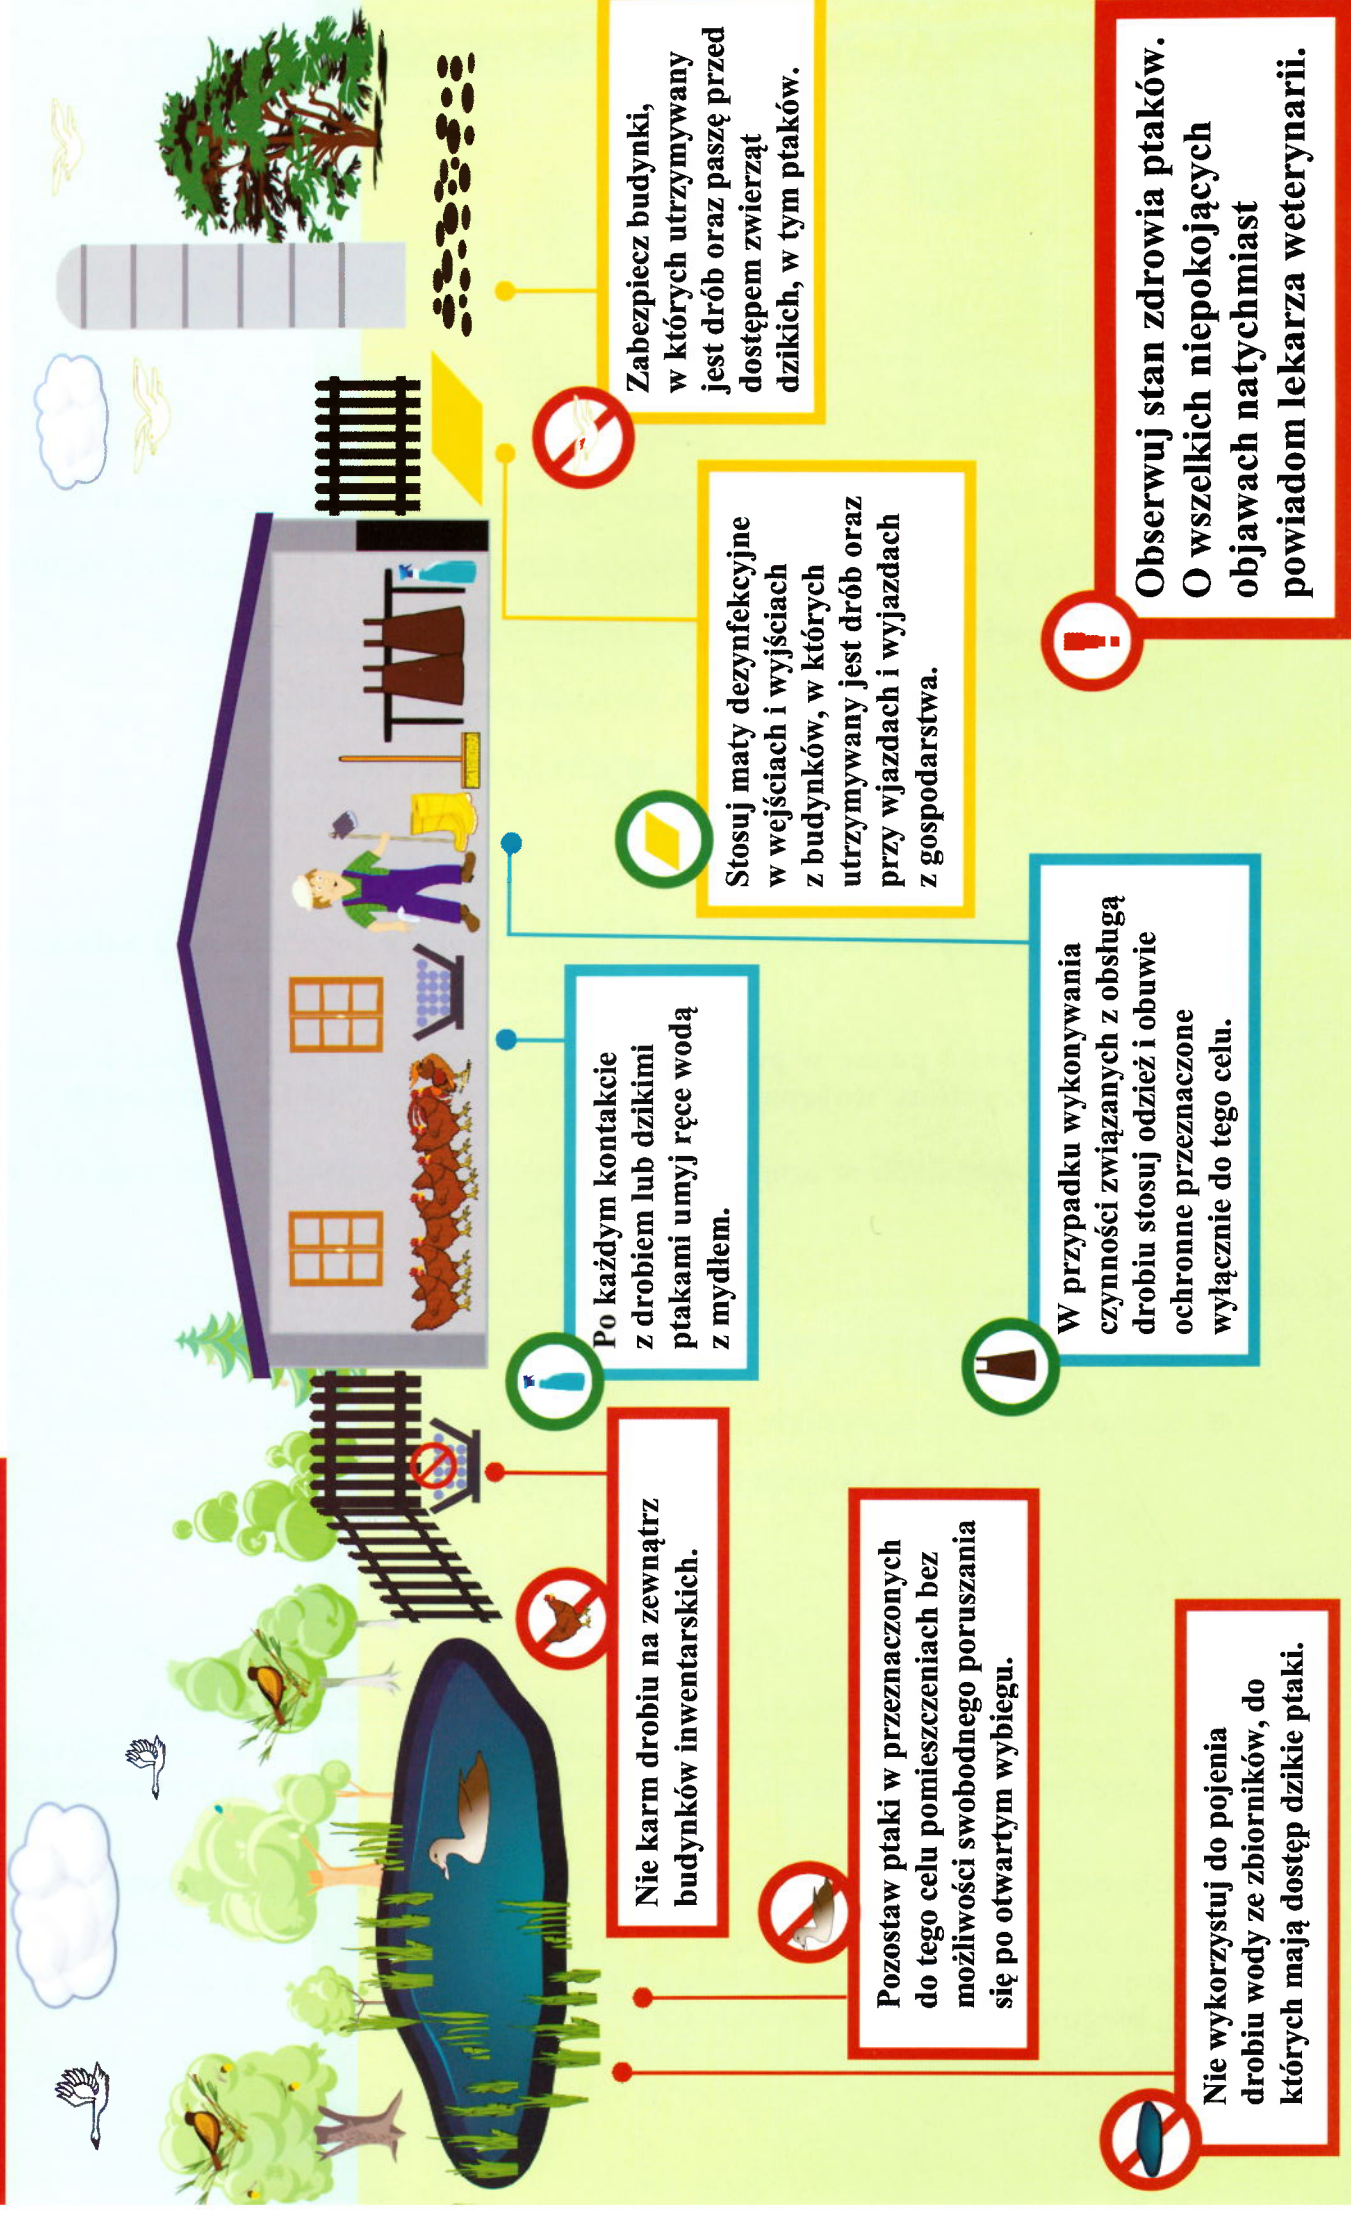 Nie karm drobiu na zewnątrz
budynków inwentarskich.
Pozostaw ptaki w przeznaczonych
do tego celu pomieszczeniach bez
możliwości swobodnego poruszania
się po otwartym wybiegu.
Nie wykorzystuj do pojenia
drobiu wody ze zbiorników, do
których mają dostęp dzikie ptaki.
Po każdym kontakcie
z drobiem lub dzikimi
ptakami umyj ręce wodą
z mydłem.
W przypadku wykonywania
czynności związanych z obsługą
drobiu stosuj odzież i obuwie
ochronne przeznaczone
wyłącznie do tego celu.
Stosuj maty dezynfekcyjne
w wejściach i wyjściach
z budynków, w których
utrzymywany jest drób oraz
przy wjazdach i wyjazdach
z gospodarstwa.
Zabezpiecz budynki,
w których utrzymywany
jest drób oraz paszę przed
dostępem zwierząt
dzikich, w tym ptaków.
Obserwuj stan zdrowia ptaków.
O wszelkich niepokojących
objawach natychmiast
powiadom lekarza weterynarii.